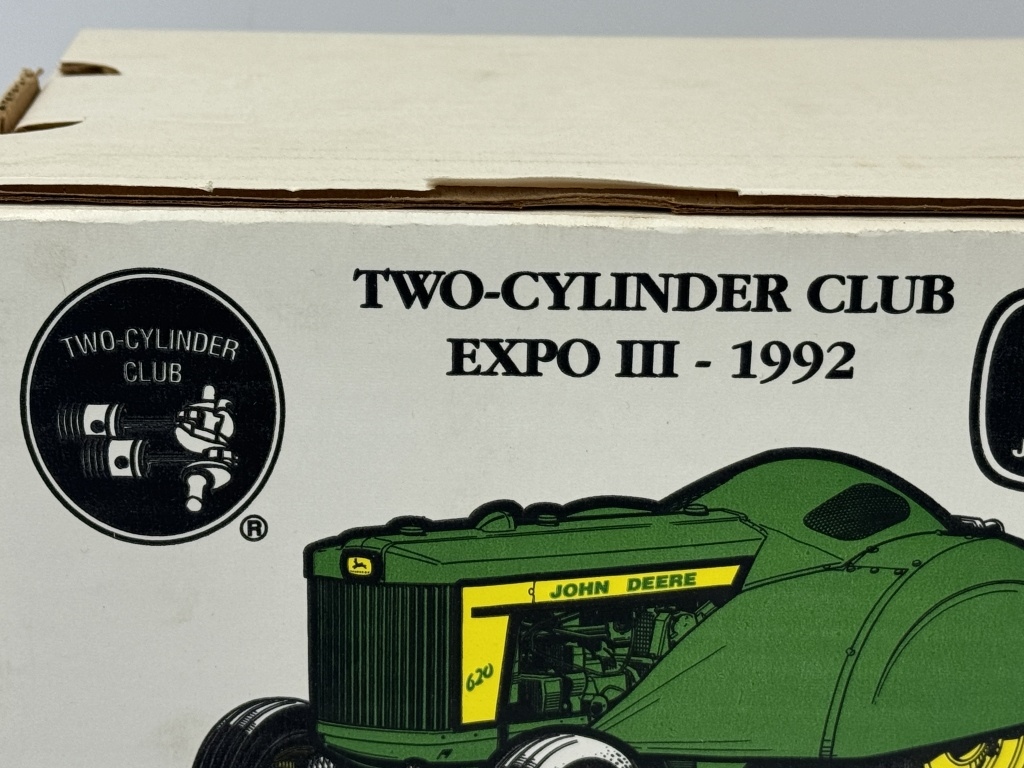 TWO-CYLINDER CLUB
EXPO III - 1992
TWO-CYLINDER
CLUB
®
JOHN DEERE
620